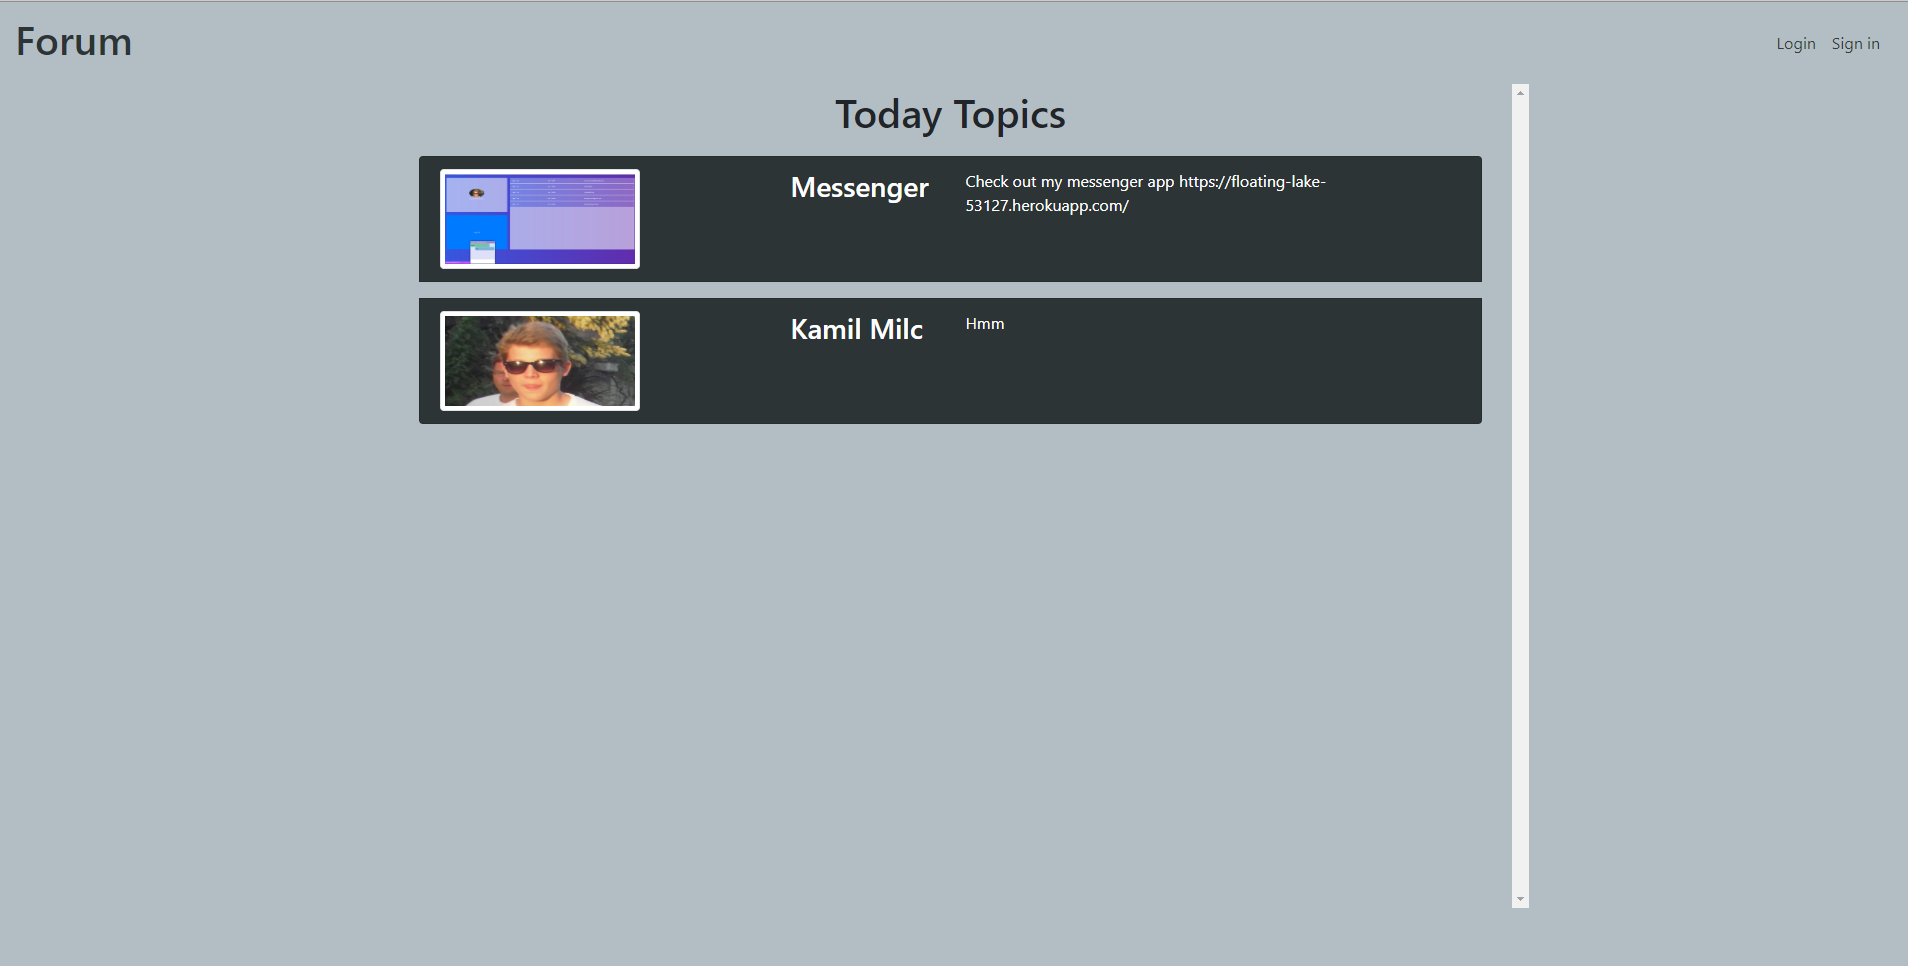 Forum
Login Sign in
Today Topics
Messenger
Check out my messenger app https://floating-lake-
53127.herokuapp.com/
Kamil Milc
Hmm